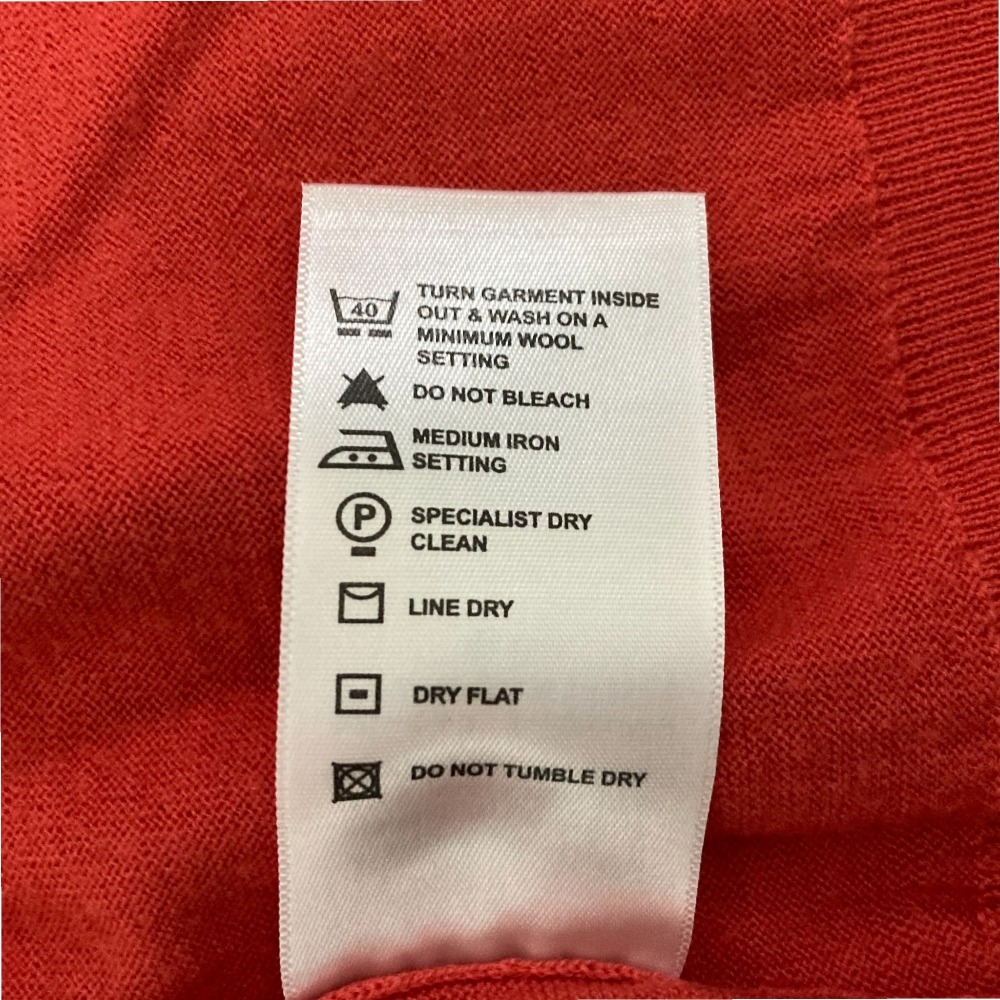 40
TURN GARMENT INSIDE
OUT & WASH ON A
MINIMUM WOOL
SETTING
DO NOT BLEACH
MEDIUM IRON
SETTING
P
SPECIALIST DRY
CLEAN
LINE DRY
DRY FLAT
DO NOT TUMBLE DRY